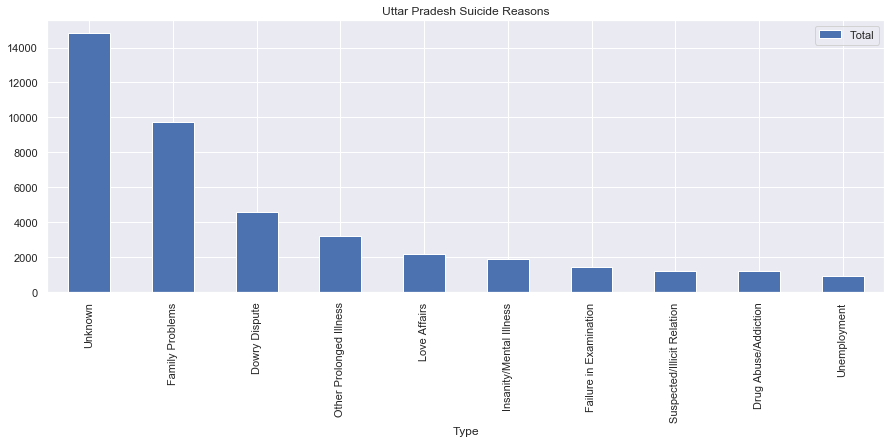 Uttar Pradesh Suicide Reasons
Total
14000
12000
10000
8000
6000
4000
2000
0
Unknown
Family Problems
Dowry Dispute
Other Prolonged Illness
Love Affairs
Insanity/Mental Illness
Failure in Examination
Suspected/Illicit Relation
Drug Abuse/Addiction
Unemployment
Type